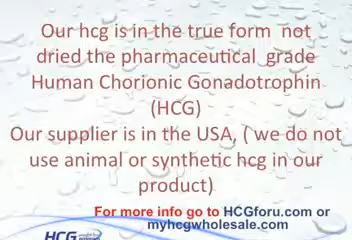 Our hcg is in the true form  not
dried the pharmaceutical  grade
Human Chorionic Gonadotrophin
(HCG)
Our supplier is in the USA, ( we do not
use animal or synthetic hcg in our
product)
For more info go to HCGforu.com or
myhcgwholesale.com
HCG